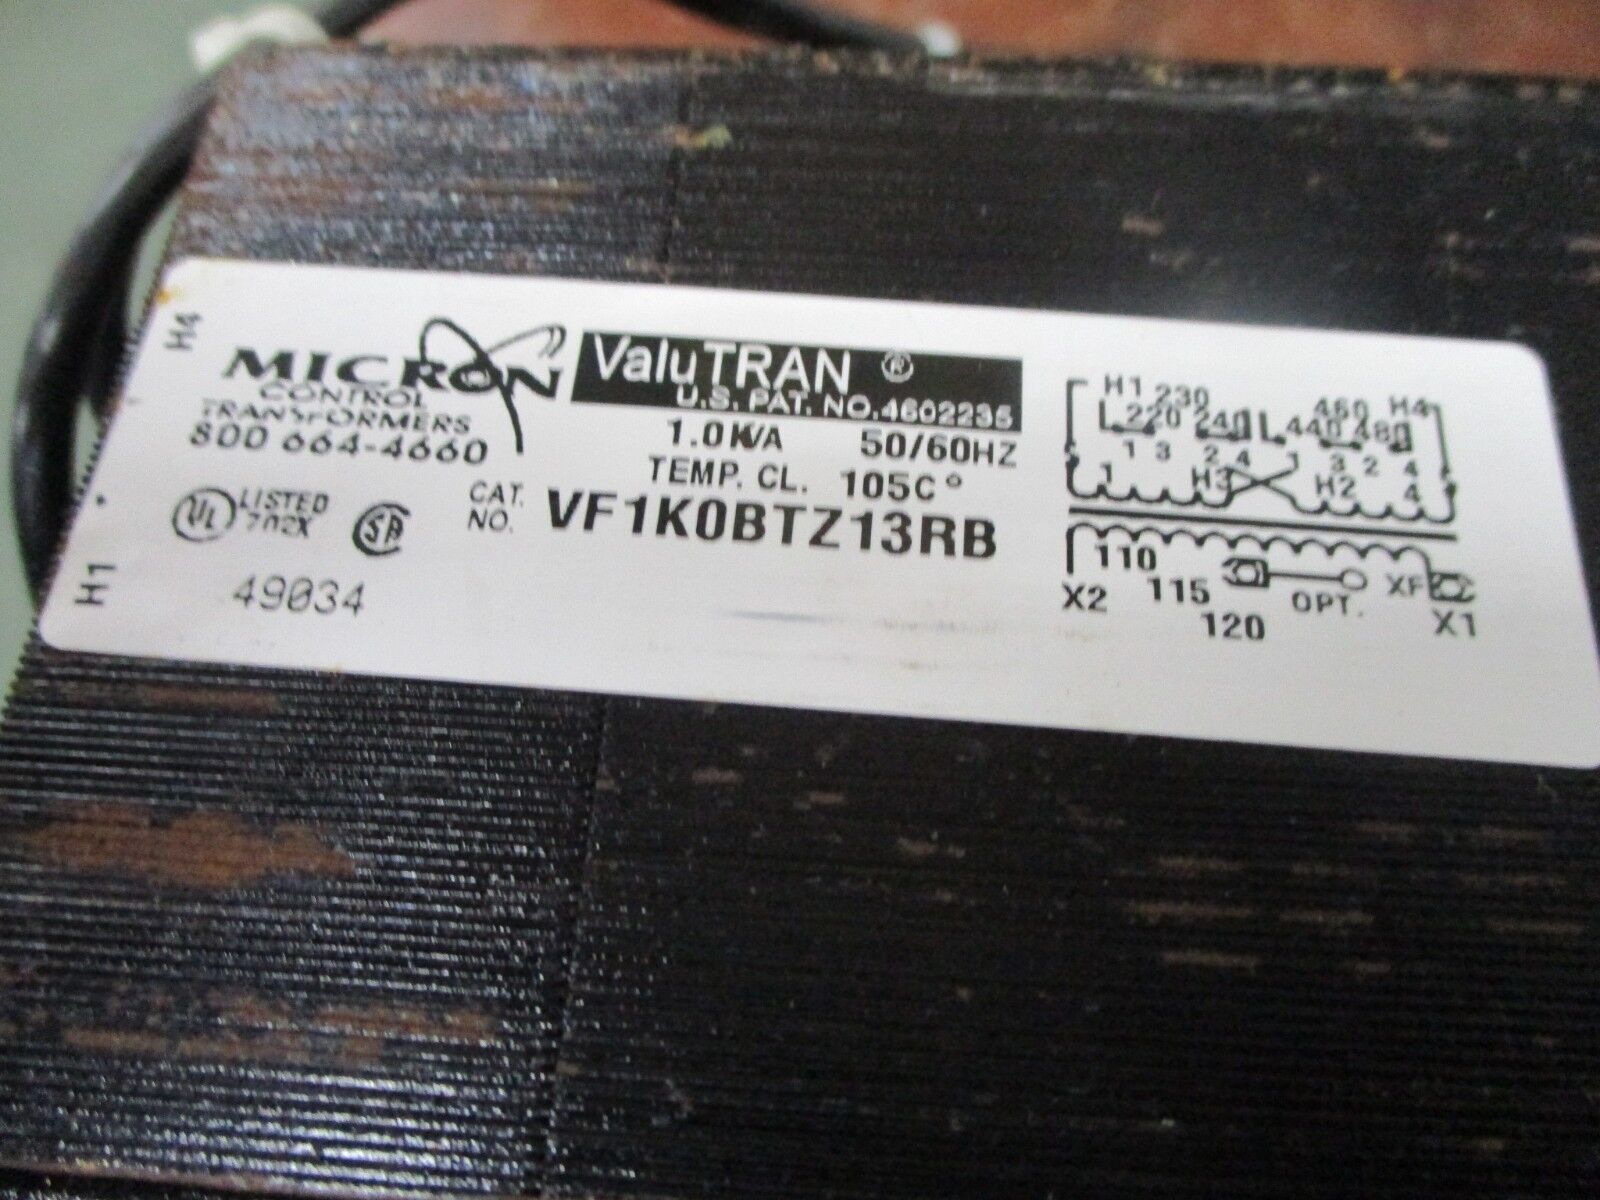 H4
MICRON
CONTROL
TRANSFORMERS
800 664-4660
ValuTRAN ®
U.S. PAT. NO. 4602235
1.0KVA 50/60HZ
TEMP. CL. 105C°
CAT. NO. VF1K0BTZ13RB
UL LISTED
702X
SA
H1
49034
H1 230 460 H4
220 240 440 480
1 3 2 4 1 3 2 4
1 H3 H2 4
110 XF
X2 115 OPT. X1
120